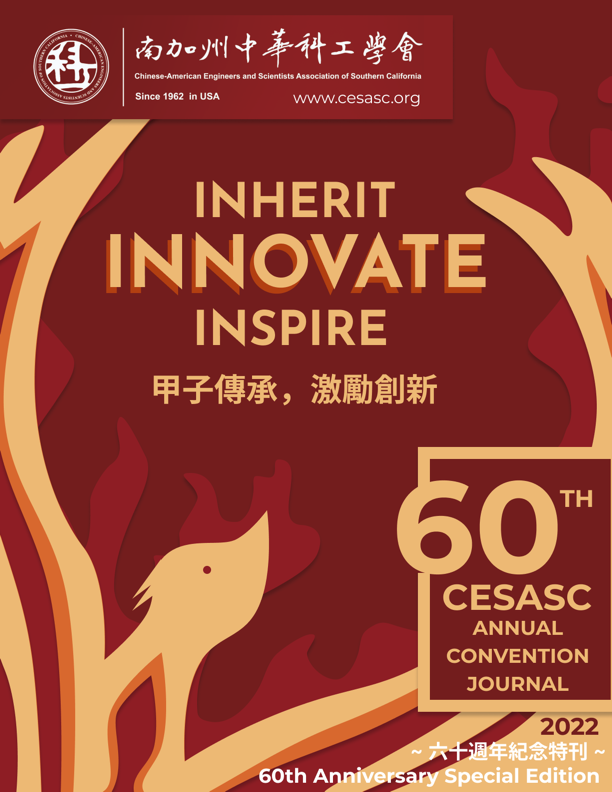 南加州中華科工學會
Chinese-American Engineers and Scientists Association of Southern California
Since 1962 in USA
www.cesasc.org
INHERIT
INNOVATE
INSPIRE
甲子傳承，激勵創新
60TH
CESASC
ANNUAL
CONVENTION
JOURNAL
2022
~ 六十週年紀念特刊 ~
60th Anniversary Special Edition